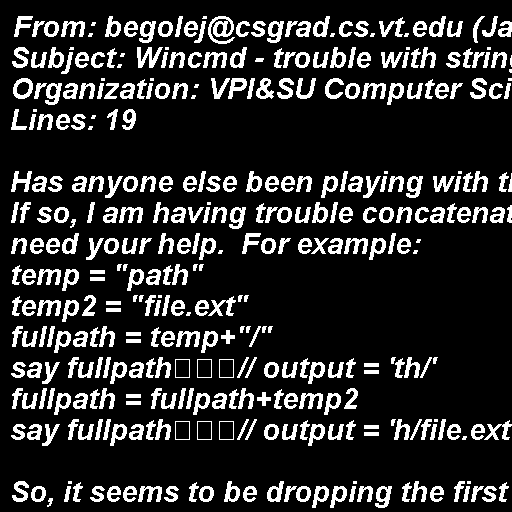 From: begolej@csgrad.cs.vt.edu (Ja
Subject: Wincmd - trouble with string
Organization: VPI&SU Computer Sci
Lines: 19

Has anyone else been playing with th
If so, I am having trouble concatenat
need your help.  For example:
temp = "path"
temp2 = "file.ext"
fullpath = temp+"/"
say fullpath□□□// output = 'th/'
fullpath = fullpath+temp2
say fullpath□□□// output = 'h/file.ext

So, it seems to be dropping the first